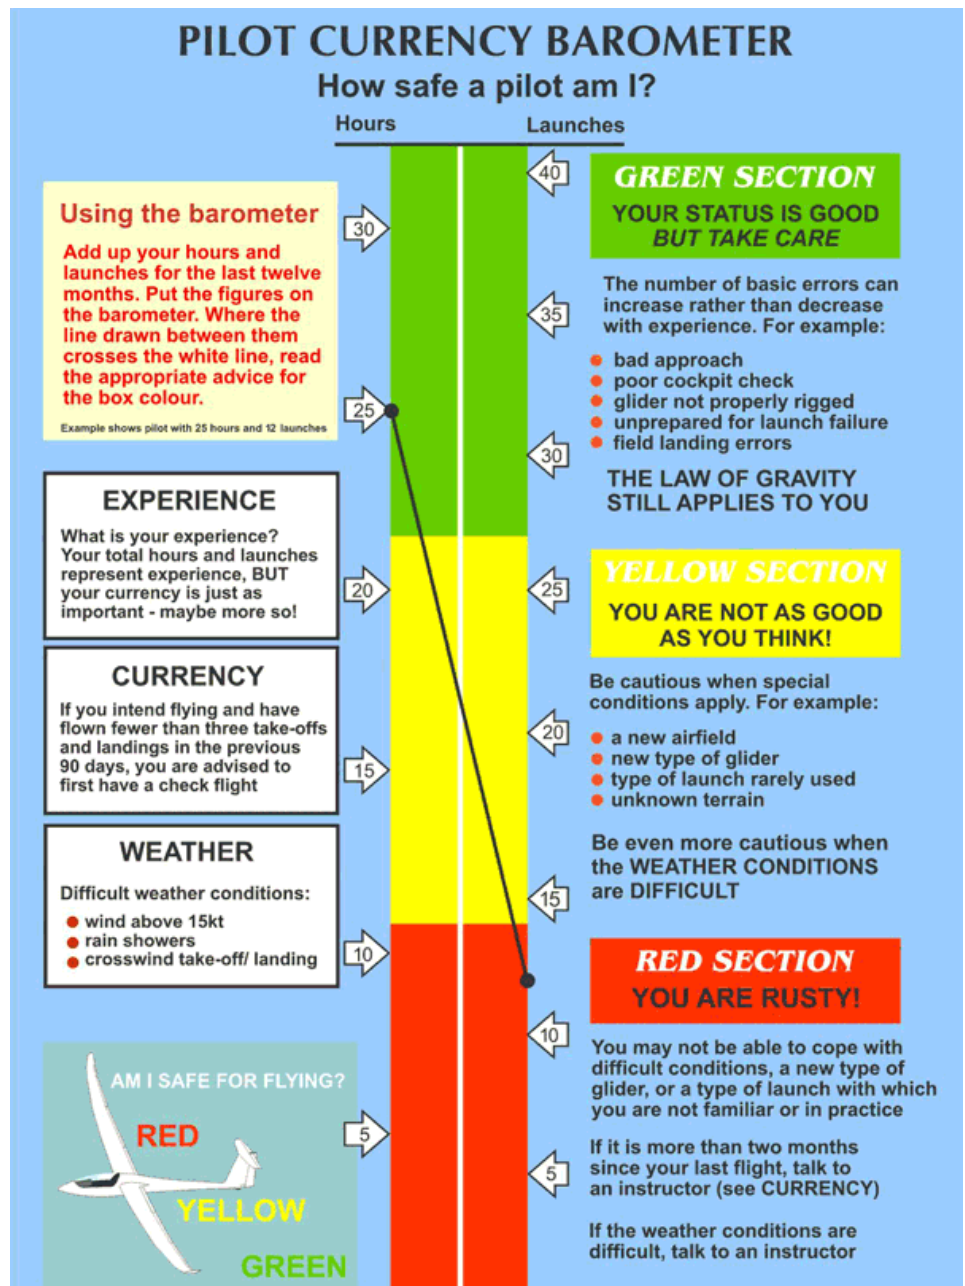 PILOT CURRENCY BAROMETER
How safe a pilot am I?
Hours
Launches
Using the barometer
Add up your hours and
launches for the last twelve
months. Put the figures on
the barometer. Where the
line drawn between them
crosses the white line, read
the appropriate advice for
the box colour.
Example shows pilot with 25 hours and 12 launches
EXPERIENCE
What is your experience?
Your total hours and launches
represent experience, BUT
your currency is just as
important - maybe more so!
CURRENCY
If you intend flying and have
flown fewer than three take-offs
and landings in the previous
90 days, you are advised to
first have a check flight
WEATHER
Difficult weather conditions:
wind above 15kt
rain showers
crosswind take-off/ landing
AM I SAFE FOR FLYING?
RED
YELLOW
GREEN
30
25
20
15
10
5
40
35
30
25
20
15
10
5
GREEN SECTION
YOUR STATUS IS GOOD
BUT TAKE CARE
The number of basic errors can
increase rather than decrease
with experience. For example:
bad approach
poor cockpit check
glider not properly rigged
unprepared for launch failure
field landing errors
THE LAW OF GRAVITY
STILL APPLIES TO YOU
YELLOW SECTION
YOU ARE NOT AS GOOD
AS YOU THINK!
Be cautious when special
conditions apply. For example:
a new airfield
new type of glider
type of launch rarely used
unknown terrain
Be even more cautious when
the WEATHER CONDITIONS
are DIFFICULT
RED SECTION
YOU ARE RUSTY!
You may not be able to cope with
difficult conditions, a new type of
glider, or a type of launch with which
you are not familiar or in practice
If it is more than two months
since your last flight, talk to
an instructor (see CURRENCY)
If the weather conditions are
difficult, talk to an instructor